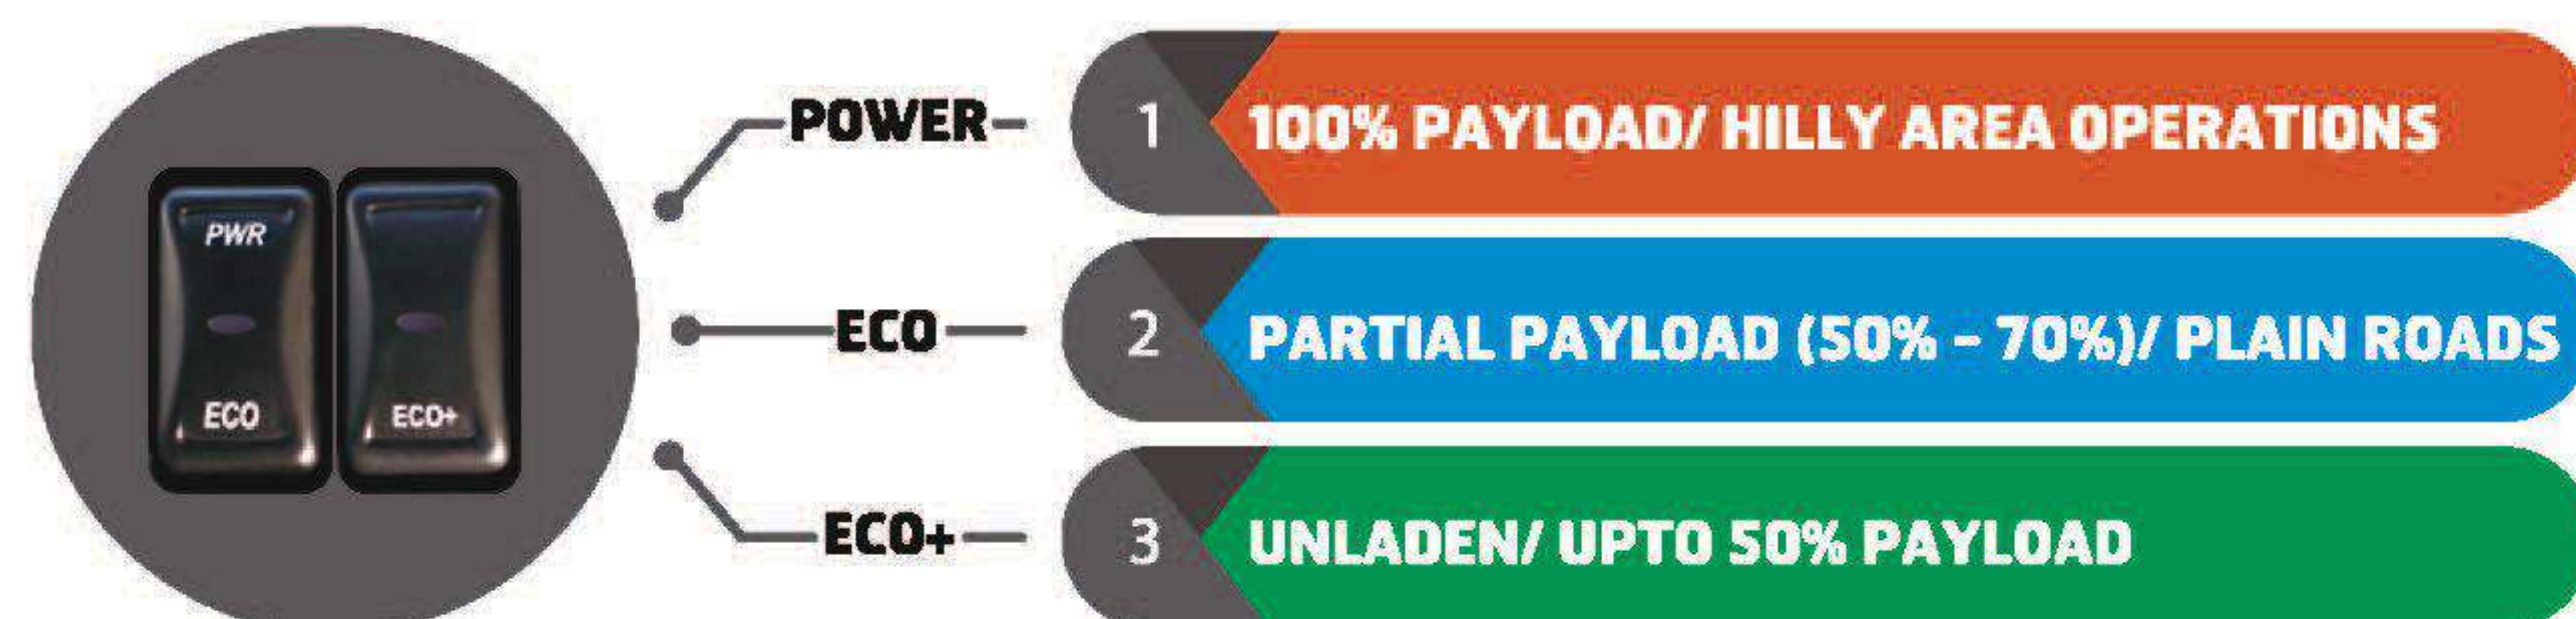 PWR
ECO
ECO+
POWER
1
100% PAYLOAD/ HILLY AREA OPERATIONS
ECO
2
PARTIAL PAYLOAD (50% – 70%)/ PLAIN ROADS
ECO+
3
UNLADEN/ UPTO 50% PAYLOAD